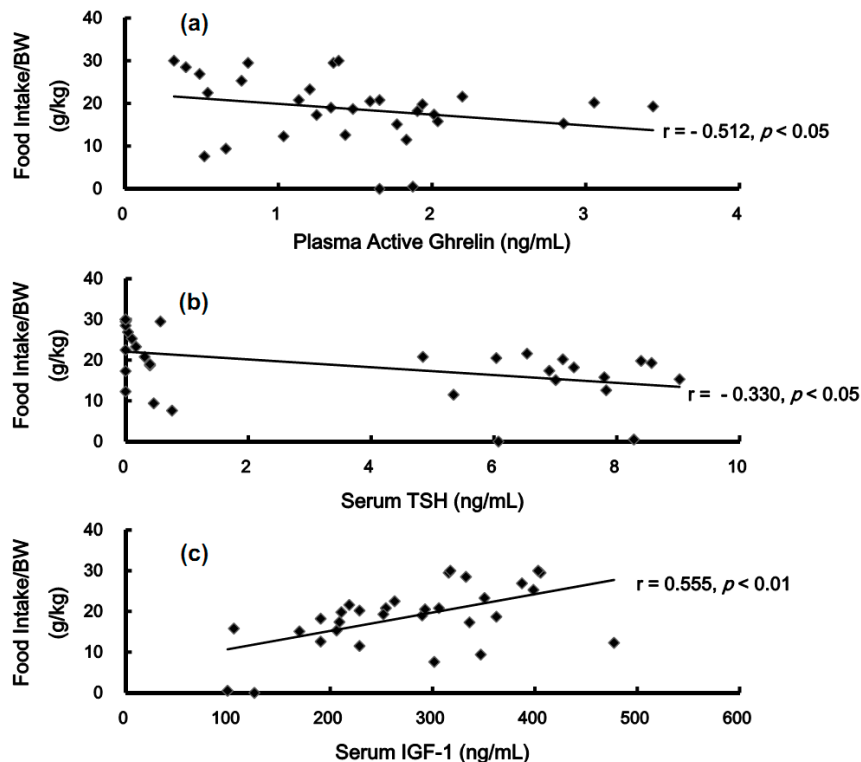 (a)
Food Intake/BW
(g/kg)
40
30
20
10
0
0 1 2 3 4
r = - 0.512, p < 0.05
Plasma Active Ghrelin (ng/mL)
(b)
Food Intake/BW
(g/kg)
40
30
20
10
0
0 2 4 6 8 10
r = - 0.330, p < 0.05
Serum TSH (ng/mL)
(c)
Food Intake/BW
(g/kg)
40
30
20
10
0
0 100 200 300 400 500 600
r = 0.555, p < 0.01
Serum IGF-1 (ng/mL)